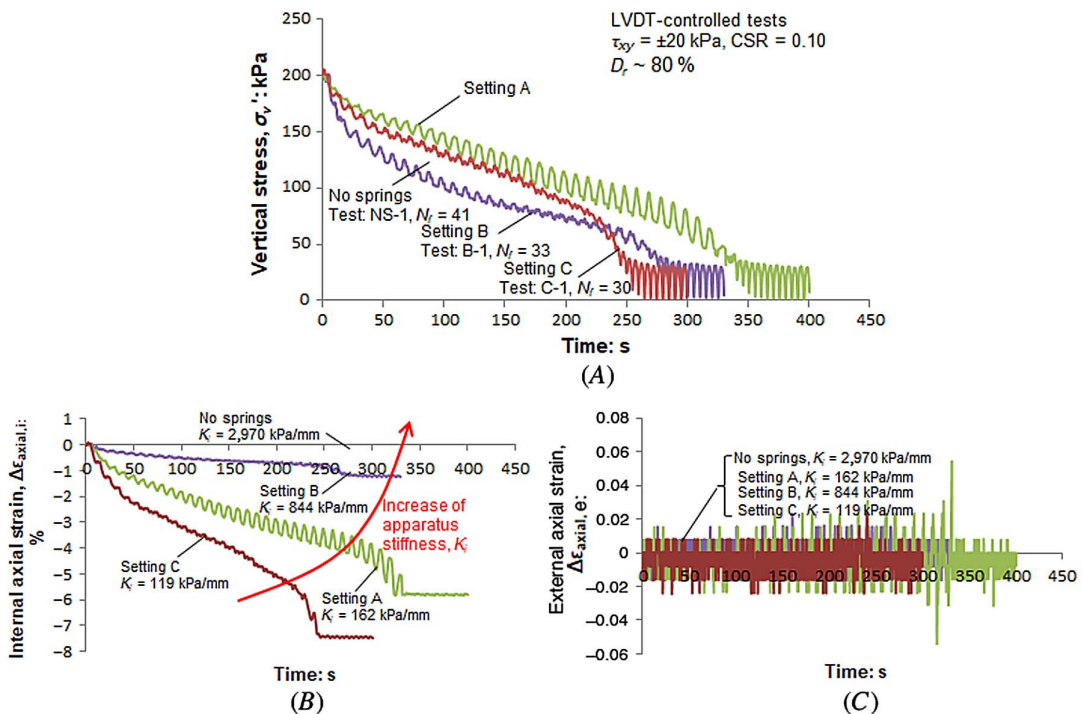 LVDT-controlled tests
τxy = ±20 kPa, CSR = 0.10
Dr ~ 80 %
Vertical stress, σv': kPa
250
200
150
100
50
0
Setting A
No springs
Test: NS-1, Nf = 41
Setting B
Test: B-1, Nf = 33
Setting C
Test: C-1, Nf = 30
0 50 100 150 200 250 300 350 400 450
Time: s
(A)
Internal axial strain, Δεaxial,i:
%
1
0
–1
–2
–3
–4
–5
–6
–7
–8
0 50 100 150 200 250 300 350 400 450
No springs
Ki = 2,970 kPa/mm
Setting B
Ki = 844 kPa/mm
Increase of
apparatus
stiffness, Ki
Setting C
Ki = 119 kPa/mm
Setting A
Ki = 162 kPa/mm
Time: s
(B)
External axial strain,
Δεaxial, e:
0.08
0.06
0.04
0.02
0
–0.02
–0.04
–0.06
No springs, Ki = 2,970 kPa/mm
Setting A, Ki = 162 kPa/mm
Setting B, Ki = 844 kPa/mm
Setting C, Ki = 119 kPa/mm
0 50 100 150 200 250 300 350 400 450
Time: s
(C)